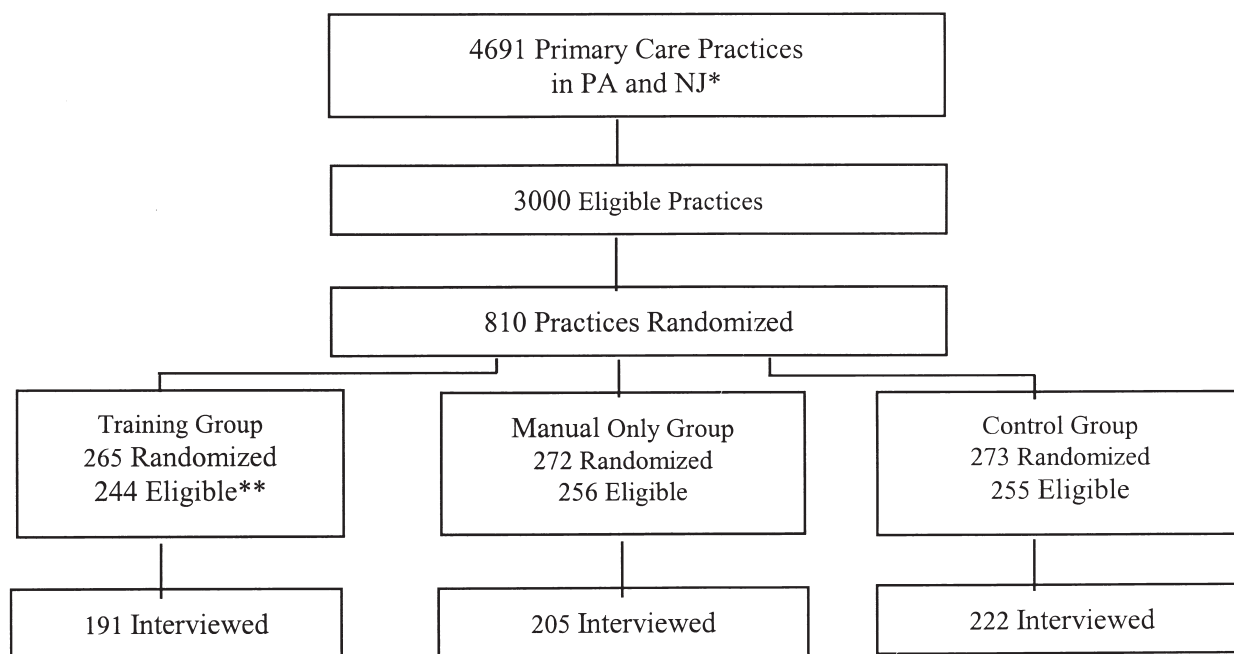 4691 Primary Care Practices
in PA and NJ*
3000 Eligible Practices
810 Practices Randomized
Training Group
265 Randomized
244 Eligible**
Manual Only Group
272 Randomized
256 Eligible
Control Group
273 Randomized
255 Eligible
191 Interviewed
205 Interviewed
222 Interviewed